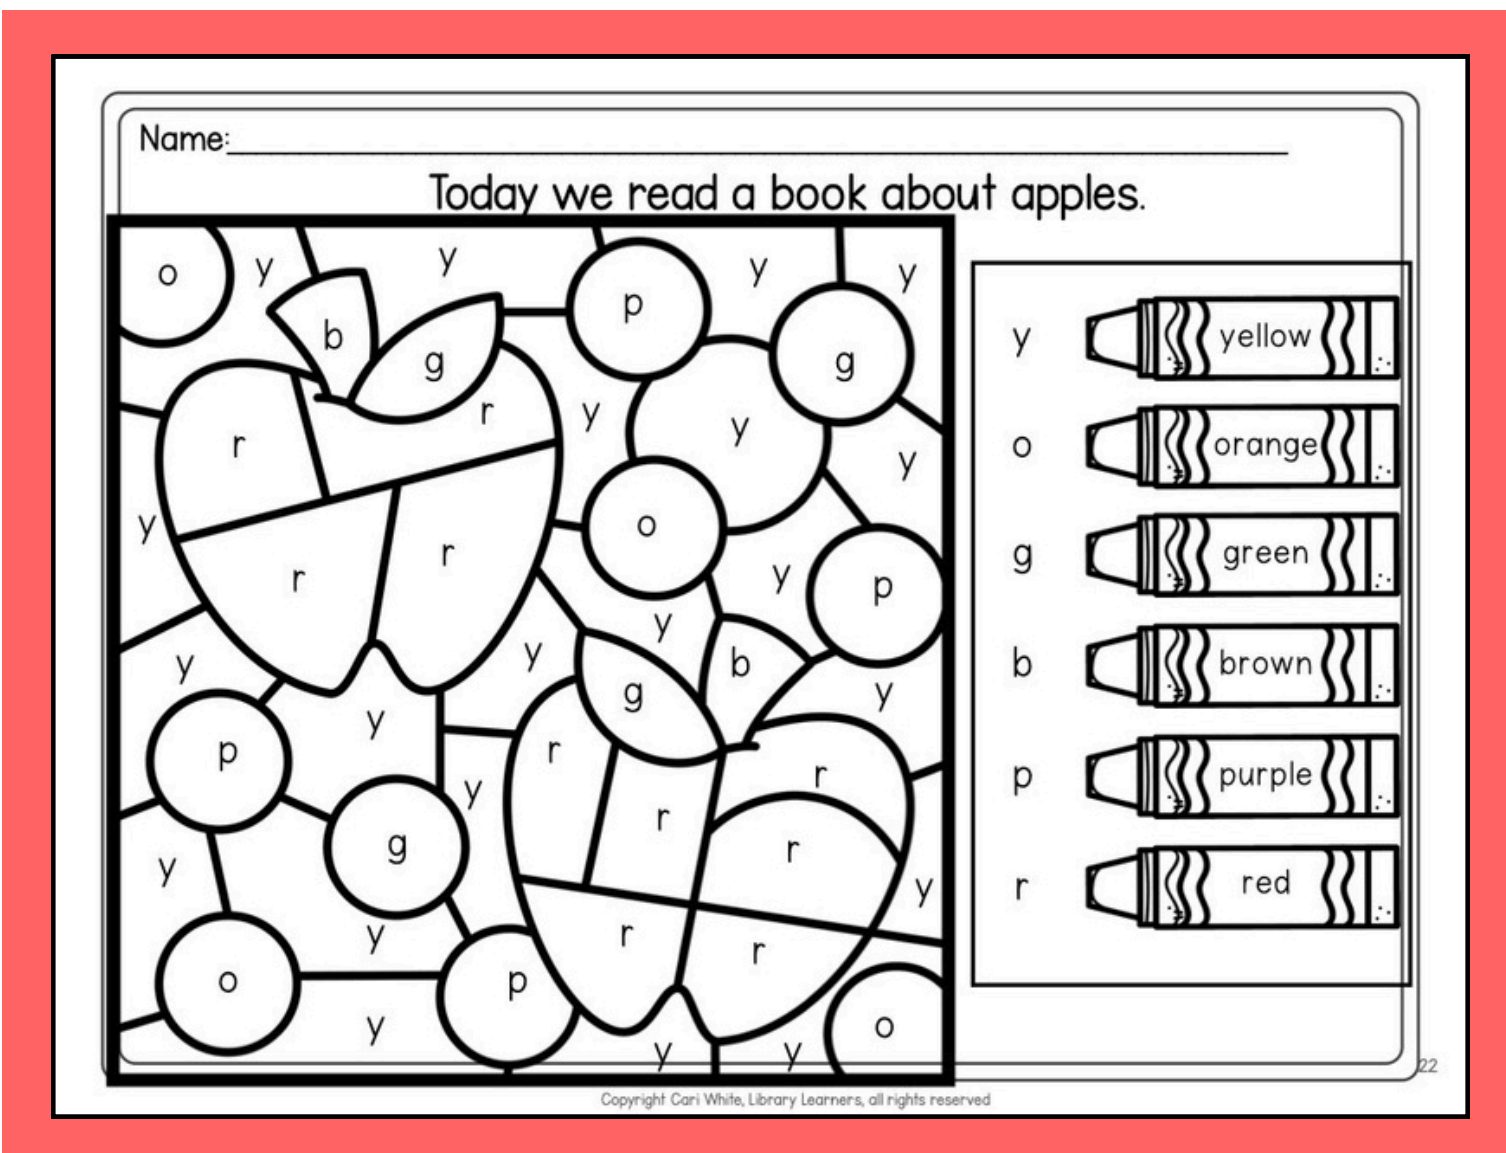 Name:
Today we read a book about apples.
o y y y y
b p
g g
r r y y y
y o
r r y p
y y b
y g y
p y r r
y r
g r
y y
y r r
o p
y o
y y
y yellow
o orange
g green
b brown
p purple
r red
22
Copyright Cari White, Library Learners, all rights reserved